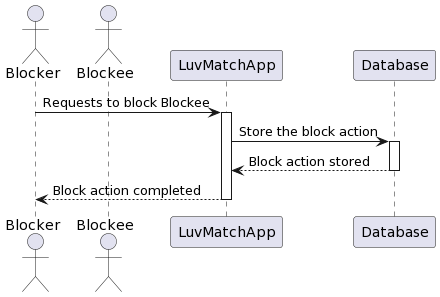 Blocker Blockee LuvMatchApp Database
Requests to block Blockee
Store the block action
Block action stored
Block action completed
Blocker Blockee LuvMatchApp Database